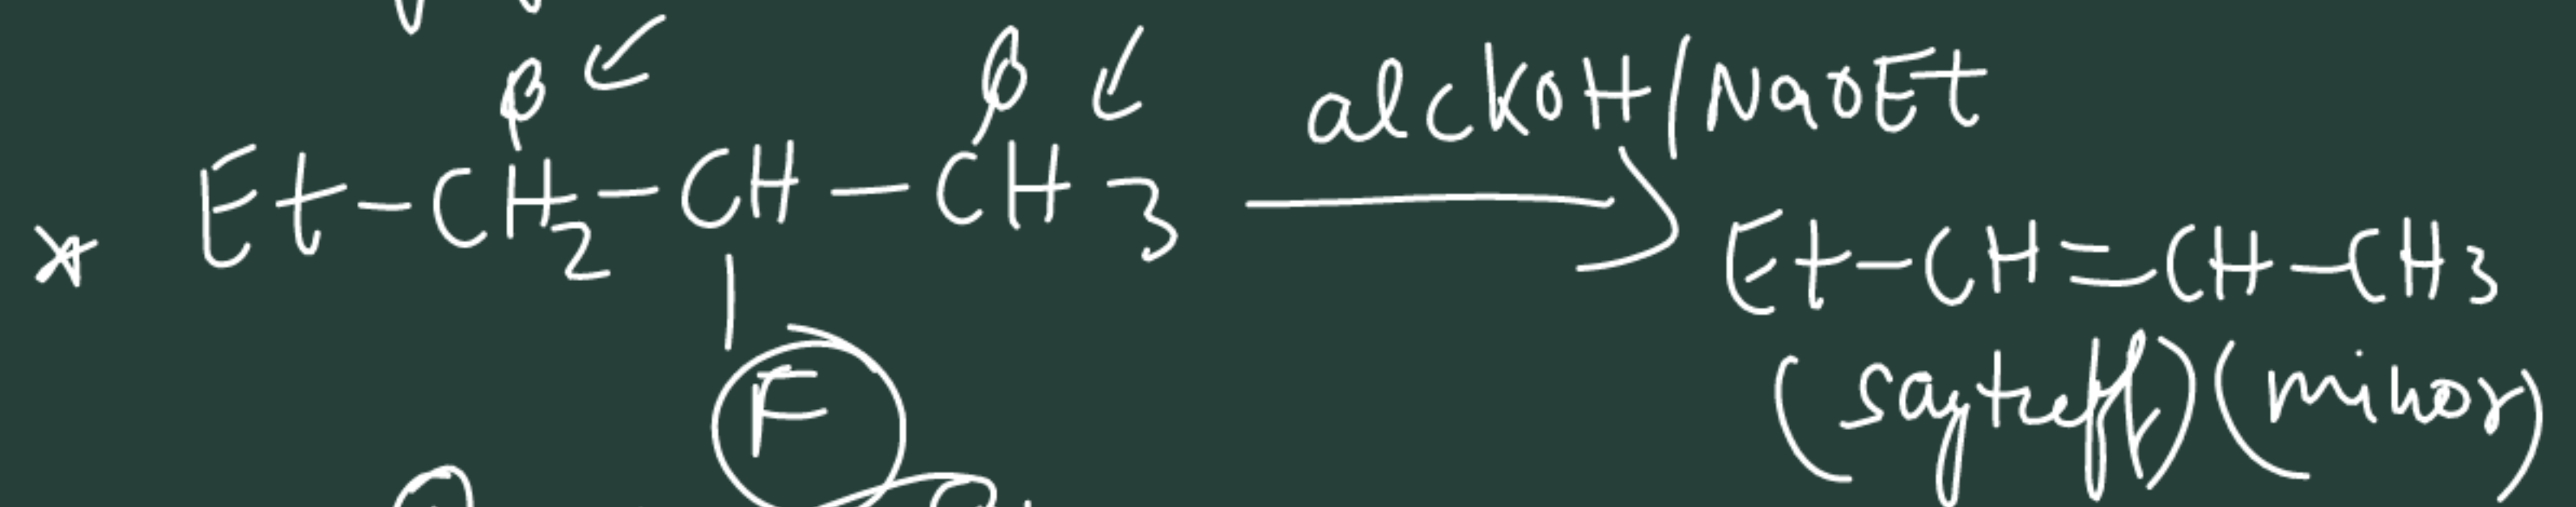 β β
* Et-CH2-CH-CH3 alcKOH/NaOEt
Et-CH=CH-CH3
F
(saytzeff) (minor)